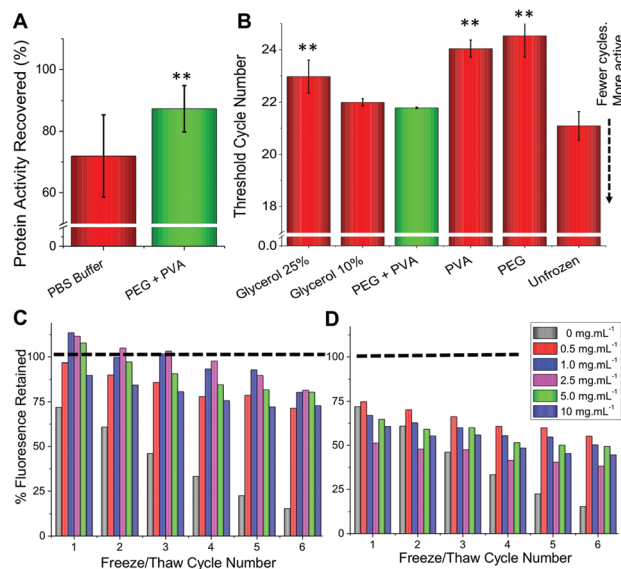 A
Protein Activity Recovered (%)
100
80
60
0
**
PBS Buffer
PEG + PVA
B
Threshold Cycle Number
24
22
20
18
0.0
**
**
**
Glycerol 25%
Glycerol 10%
PEG + PVA
PVA
PEG
Unfrozen
Fewer cycles.
More active
C
% Fluorescence Retained
100
75
50
25
0
1 2 3 4 5 6
Freeze/Thaw Cycle Number
D
100
75
50
25
0
1 2 3 4 5 6
Freeze/Thaw Cycle Number
0 mg.mL⁻¹
0.5 mg.mL⁻¹
1.0 mg.mL⁻¹
2.5 mg.mL⁻¹
5.0 mg.mL⁻¹
10 mg.mL⁻¹